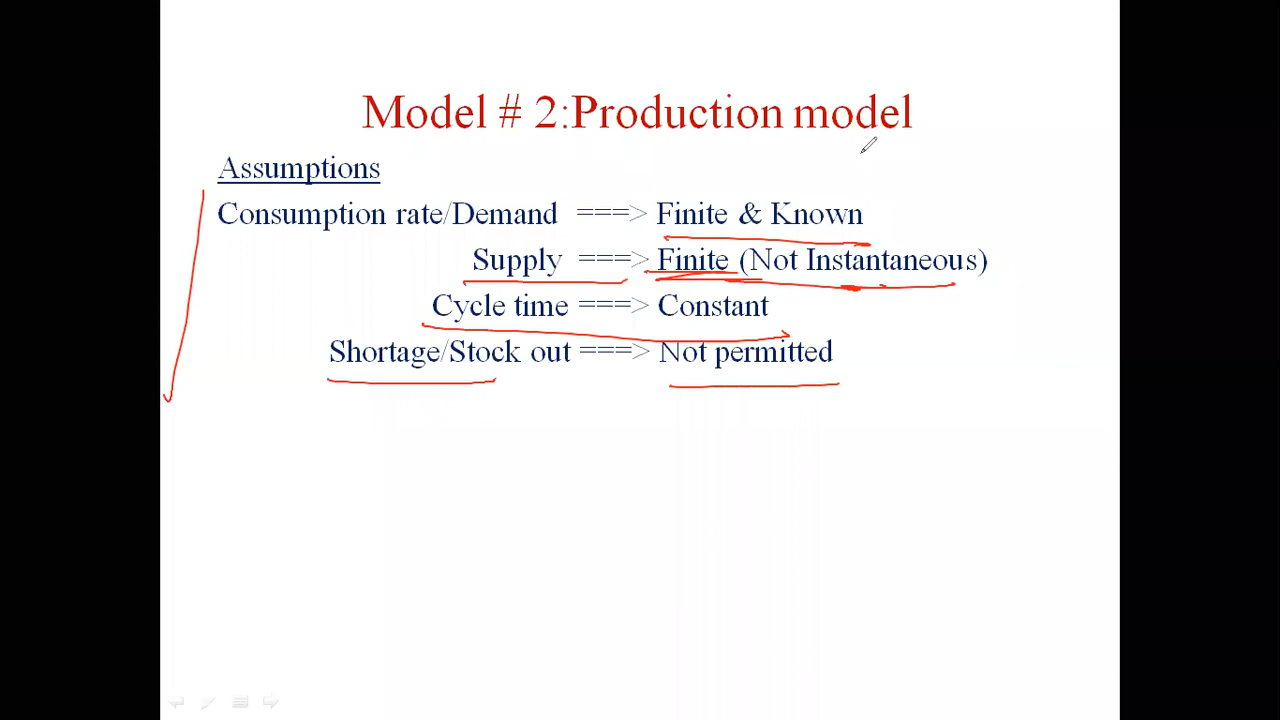 Model # 2:Production model
Assumptions
Consumption rate/Demand ===> Finite & Known
Supply ===> Finite (Not Instantaneous)
Cycle time ===> Constant
Shortage/Stock out ===> Not permitted